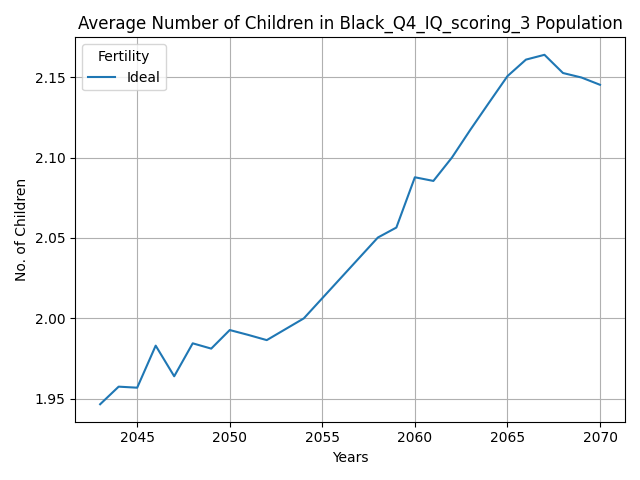 Average Number of Children in Black_Q4_IQ_scoring_3 Population
Fertility
Ideal
No. of Children
2.15
2.10
2.05
2.00
1.95
2045 2050 2055 2060 2065 2070
Years